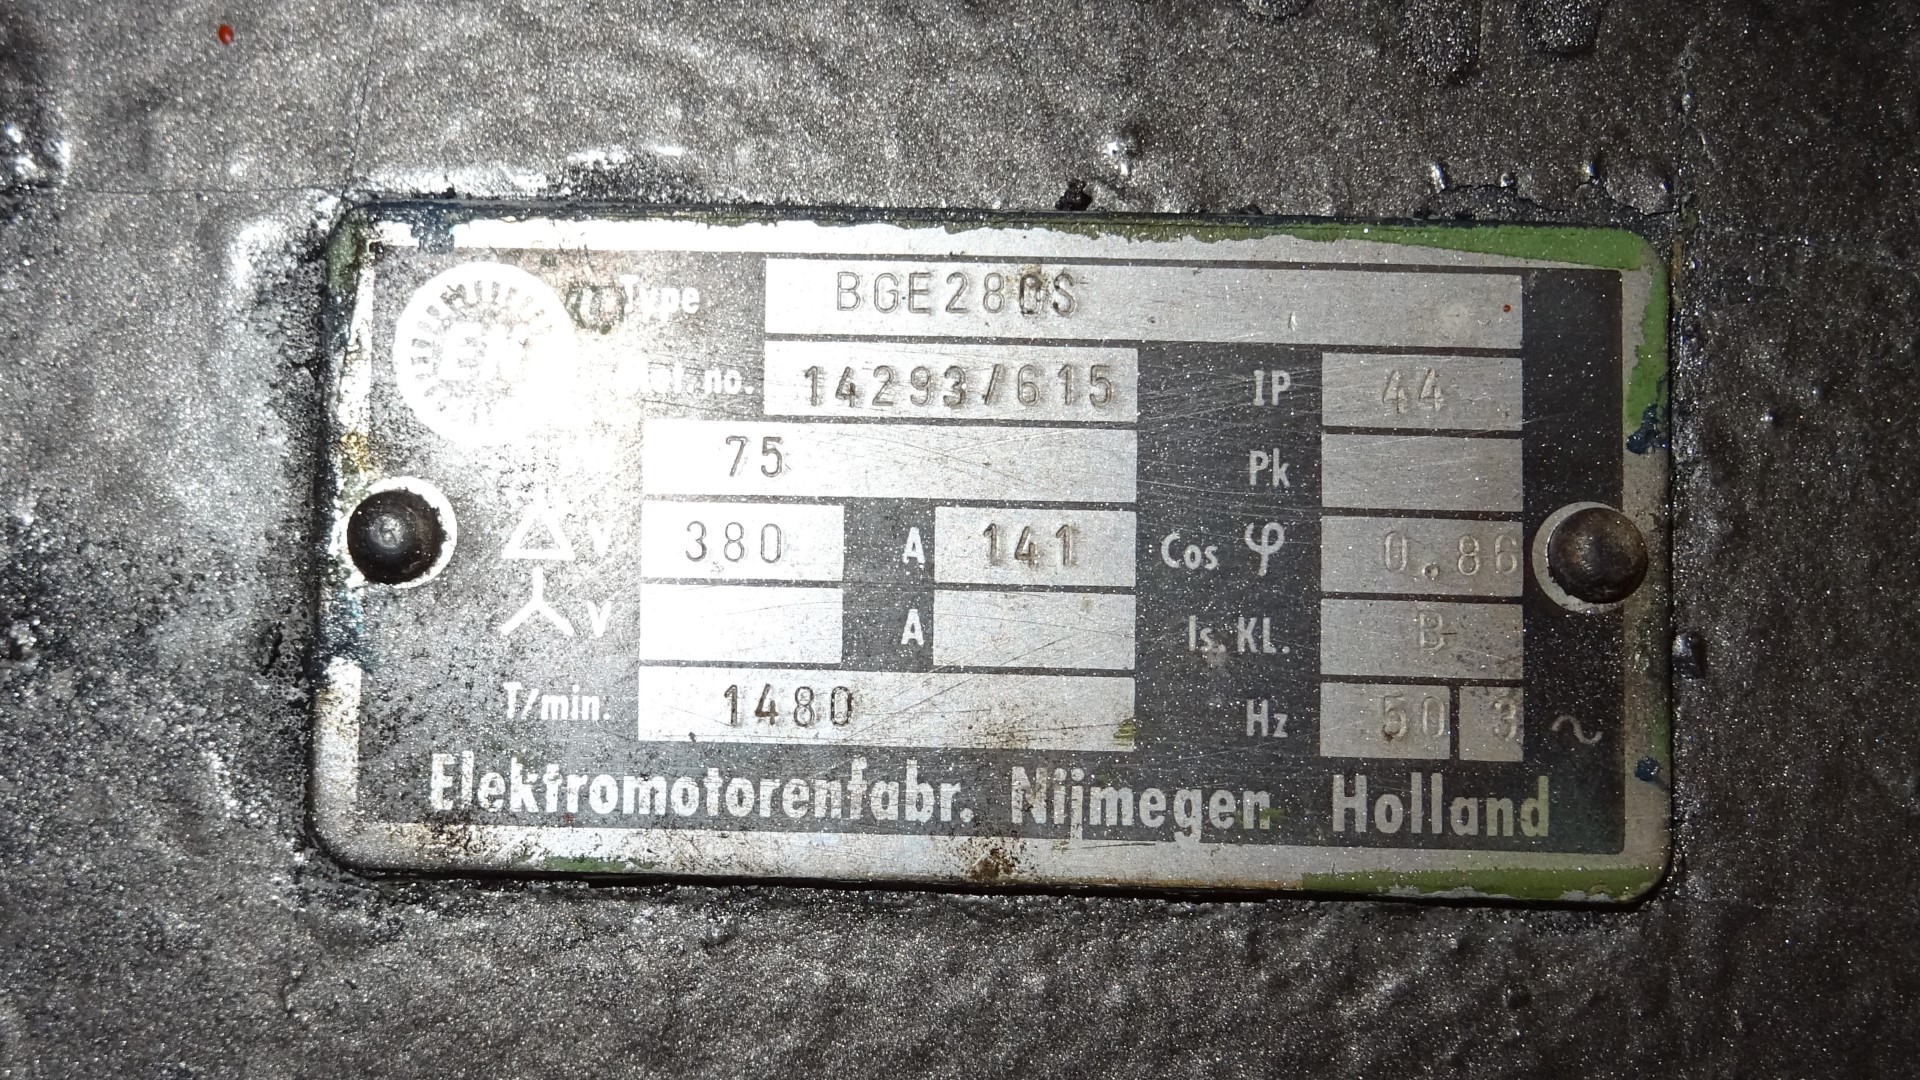 Type BGE280S
no. 14293/615 IP 44
75 Pk
V 380 A 141 Cos φ 0.86
V A Is. KL. B
T/min. 1480 Hz 50 3 ~
Elektromotorenfabr. Nijmegen Holland